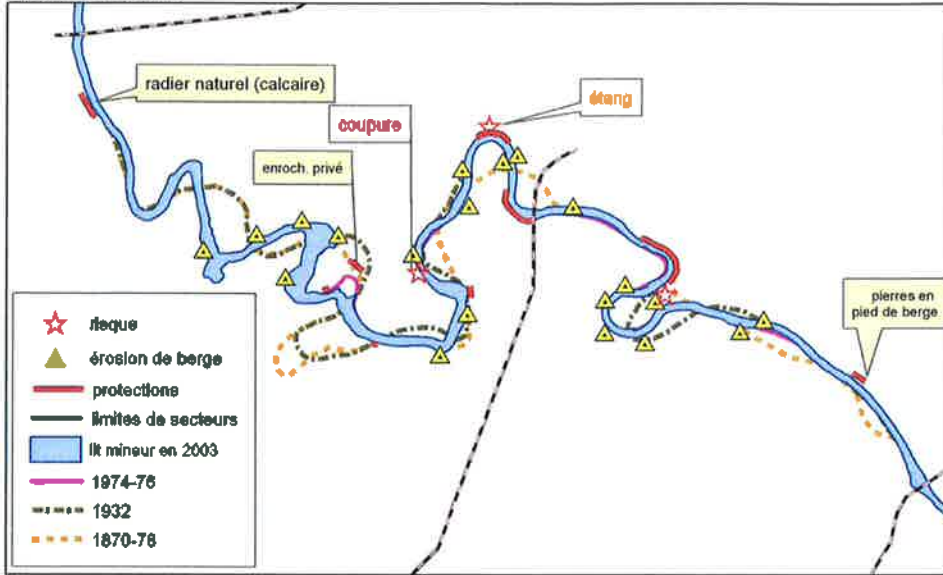 radier naturel (calcaire)
coupure
étang
enroch. privé
pierres en
pied de berge
risque
érosion de berge
protections
limites de secteurs
lit mineur en 2003
1974-76
1932
1870-78